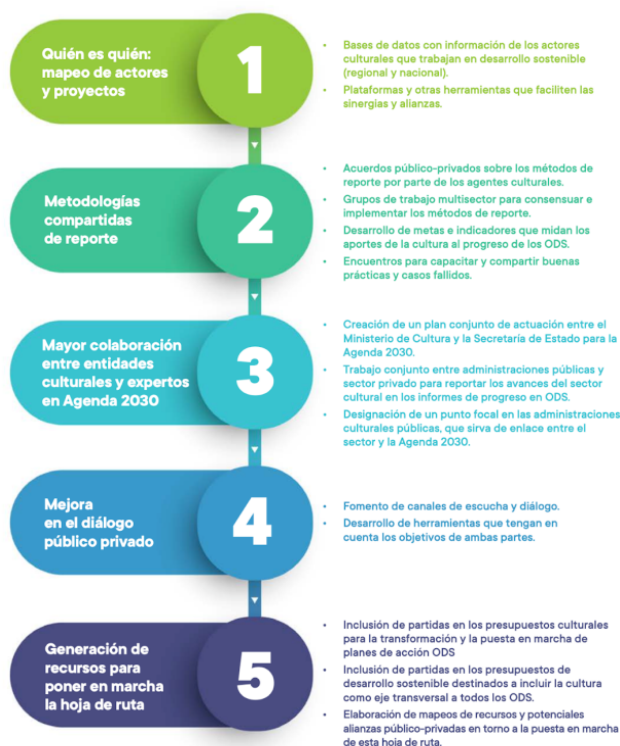 Quién es quién:
mapeo de actores
y proyectos
1
• Bases de datos con información de los actores
culturales que trabajan en desarrollo sostenible
(regional y nacional).
• Plataformas y otras herramientas que faciliten las
sinergias y alianzas.
Metodologías
compartidas
de reporte
2
• Acuerdos público-privados sobre los métodos de
reporte por parte de los agentes culturales.
• Grupos de trabajo multisector para consensuar e
implementar los métodos de reporte.
• Desarrollo de metas e indicadores que midan los
aportes de la cultura al progreso de los ODS.
• Encuentros para capacitar y compartir buenas
prácticas y casos fallidos.
Mayor colaboración
entre entidades
culturales y expertos
en Agenda 2030
3
• Creación de un plan conjunto de actuación entre el
Ministerio de Cultura y la Secretaría de Estado para la
Agenda 2030.
• Trabajo conjunto entre administraciones públicas y
sector privado para reportar los avances del sector
cultural en los informes de progreso en ODS.
• Designación de un punto focal en las administraciones
culturales públicas, que sirva de enlace entre el
sector y la Agenda 2030.
Mejora
en el diálogo
público privado
4
• Fomento de canales de escucha y diálogo.
• Desarrollo de herramientas que tengan en
cuenta los objetivos de ambas partes.
Generación de
recursos para
poner en marcha
la hoja de ruta
5
• Inclusión de partidas en los presupuestos culturales
para la transformación y la puesta en marcha de
planes de acción ODS
• Inclusión de partidas en los presupuestos de
desarrollo sostenible destinados a incluir la cultura
como eje transversal a todos los ODS.
• Elaboración de mapeos de recursos y potenciales
alianzas público-privadas en torno a la puesta en marcha
de esta hoja de ruta.